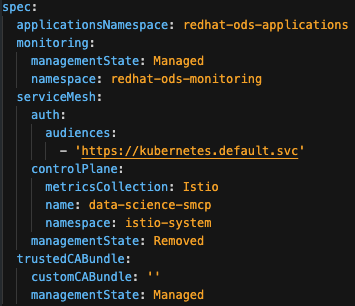 spec:
  applicationsNamespace: redhat-ods-applications
  monitoring:
    managementState: Managed
    namespace: redhat-ods-monitoring
  serviceMesh:
    auth:
      audiences:
        - 'https://kubernetes.default.svc'
    controlPlane:
      metricsCollection: Istio
      name: data-science-smcp
      namespace: istio-system
    managementState: Removed
  trustedCABundle:
    customCABundle: ''
    managementState: Managed